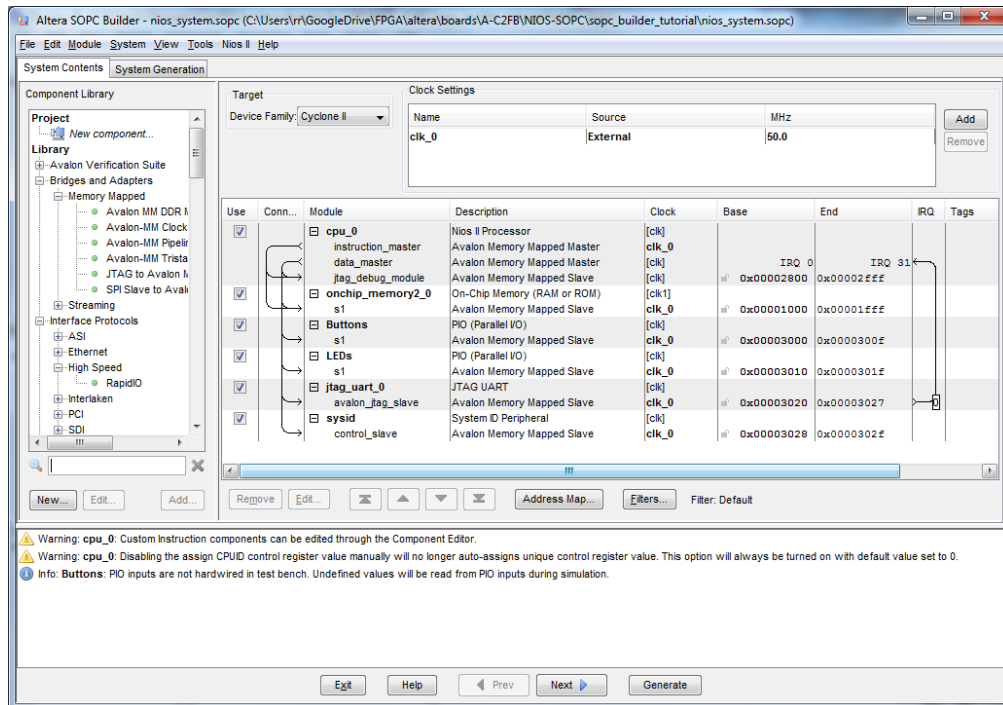 Altera SOPC Builder - nios_system.sopc (C:\Users\rr\GoogleDrive\FPGA\altera\boards\A-C2FB\NIOS-SOPC\sopc_builder_tutorial\nios_system.sopc)
File Edit Module System View Tools Nios II Help
System Contents System Generation
Component Library
Project
New component...
Library
Avalon Verification Suite
Bridges and Adapters
Memory Mapped
Avalon MM DDR M
Avalon-MM Clock
Avalon-MM Pipelin
Avalon-MM Trista
JTAG to Avalon M
SPI Slave to Aval
Streaming
Interface Protocols
ASI
Ethernet
High Speed
RapidIO
Interlaken
PCI
SDI
New... Edit... Add...
Target
Device Family: Cyclone II
Clock Settings
Name Source MHz
clk_0 External 50.0
Add
Remove
Use Conn... Module Description Clock Base End IRQ Tags
cpu_0 Nios II Processor [clk]
instruction_master Avalon Memory Mapped Master clk_0
data_master Avalon Memory Mapped Master [clk] IRQ 0 IRQ 31
jtag_debug_module Avalon Memory Mapped Slave [clk] 0x00002800 0x00002fff
onchip_memory2_0 On-Chip Memory (RAM or ROM) [clk1]
s1 Avalon Memory Mapped Slave clk_0 0x00001000 0x00001fff
Buttons PIO (Parallel I/O) [clk]
s1 Avalon Memory Mapped Slave clk_0 0x00003000 0x0000300f
LEDs PIO (Parallel I/O) [clk]
s1 Avalon Memory Mapped Slave clk_0 0x00003010 0x0000301f
jtag_uart_0 JTAG UART [clk]
avalon_jtag_slave Avalon Memory Mapped Slave clk_0 0x00003020 0x00003027 0
sysid System ID Peripheral [clk]
control_slave Avalon Memory Mapped Slave clk_0 0x00003028 0x0000302f
Remove Edit... Address Map... Filters... Filter: Default
Warning: cpu_0: Custom Instruction components can be edited through the Component Editor.
Warning: cpu_0: Disabling the assign CPUID control register value manually will no longer auto-assigns unique control register value. This option will always be turned on with default value set to 0.
Info: Buttons: PIO inputs are not hardwired in test bench. Undefined values will be read from PIO inputs during simulation.
Exit Help Prev Next Generate